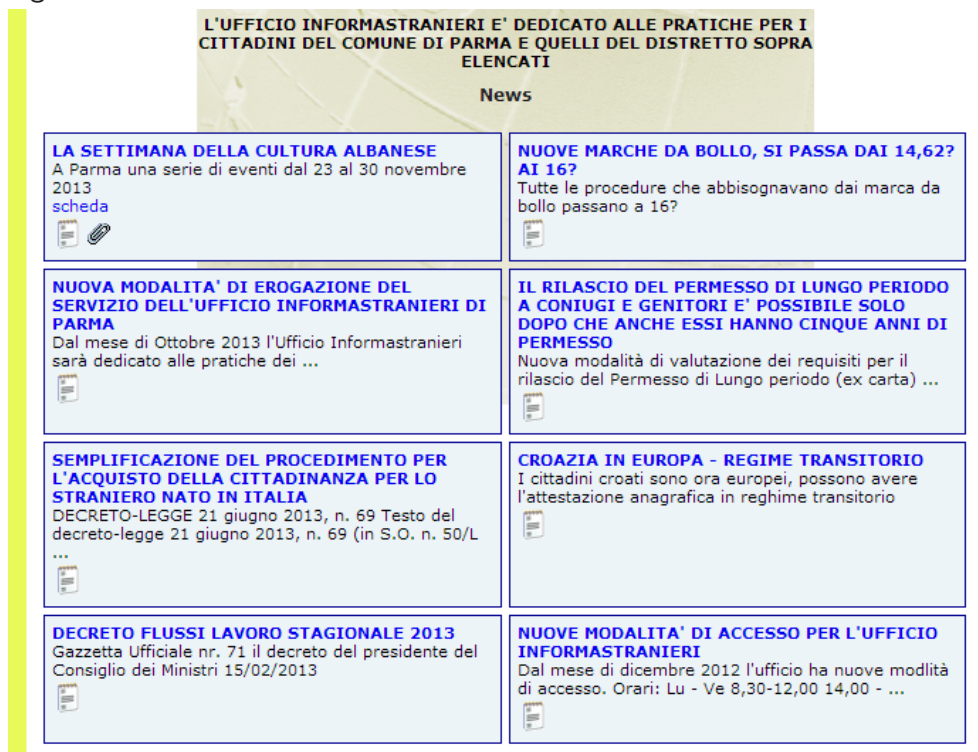 L'UFFICIO INFORMASTRANIERI E' DEDICATO ALLE PRATICHE PER I
CITTADINI DEL COMUNE DI PARMA E QUELLI DEL DISTRETTO SOPRA
ELENCATI
News
LA SETTIMANA DELLA CULTURA ALBANESE
A Parma una serie di eventi dal 23 al 30 novembre
2013
scheda
NUOVE MARCHE DA BOLLO, SI PASSA DAI 14,62?
AI 16?
Tutte le procedure che abbisognavano dai marca da
bollo passano a 16?
NUOVA MODALITA' DI EROGAZIONE DEL
SERVIZIO DELL'UFFICIO INFORMASTRANIERI DI
PARMA
Dal mese di Ottobre 2013 l'Ufficio Informastranieri
sarà dedicato alle pratiche dei ...
IL RILASCIO DEL PERMESSO DI LUNGO PERIODO
A CONIUGI E GENITORI E' POSSIBILE SOLO
DOPO CHE ANCHE ESSI HANNO CINQUE ANNI DI
PERMESSO
Nuova modalità di valutazione dei requisiti per il
rilascio del Permesso di Lungo periodo (ex carta) ...
SEMPLIFICAZIONE DEL PROCEDIMENTO PER
L'ACQUISTO DELLA CITTADINANZA PER LO
STRANIERO NATO IN ITALIA
DECRETO-LEGGE 21 giugno 2013, n. 69 Testo del
decreto-legge 21 giugno 2013, n. 69 (in S.O. n. 50/L
...
CROAZIA IN EUROPA - REGIME TRANSITORIO
I cittadini croati sono ora europei, possono avere
l'attestazione anagrafica in reghime transitorio
DECRETO FLUSSI LAVORO STAGIONALE 2013
Gazzetta Ufficiale nr. 71 il decreto del presidente del
Consiglio dei Ministri 15/02/2013
NUOVE MODALITA' DI ACCESSO PER L'UFFICIO
INFORMASTRANIERI
Dal mese di dicembre 2012 l'ufficio ha nuove modlità
di accesso. Orari: Lu - Ve 8,30-12,00 14,00 - ...